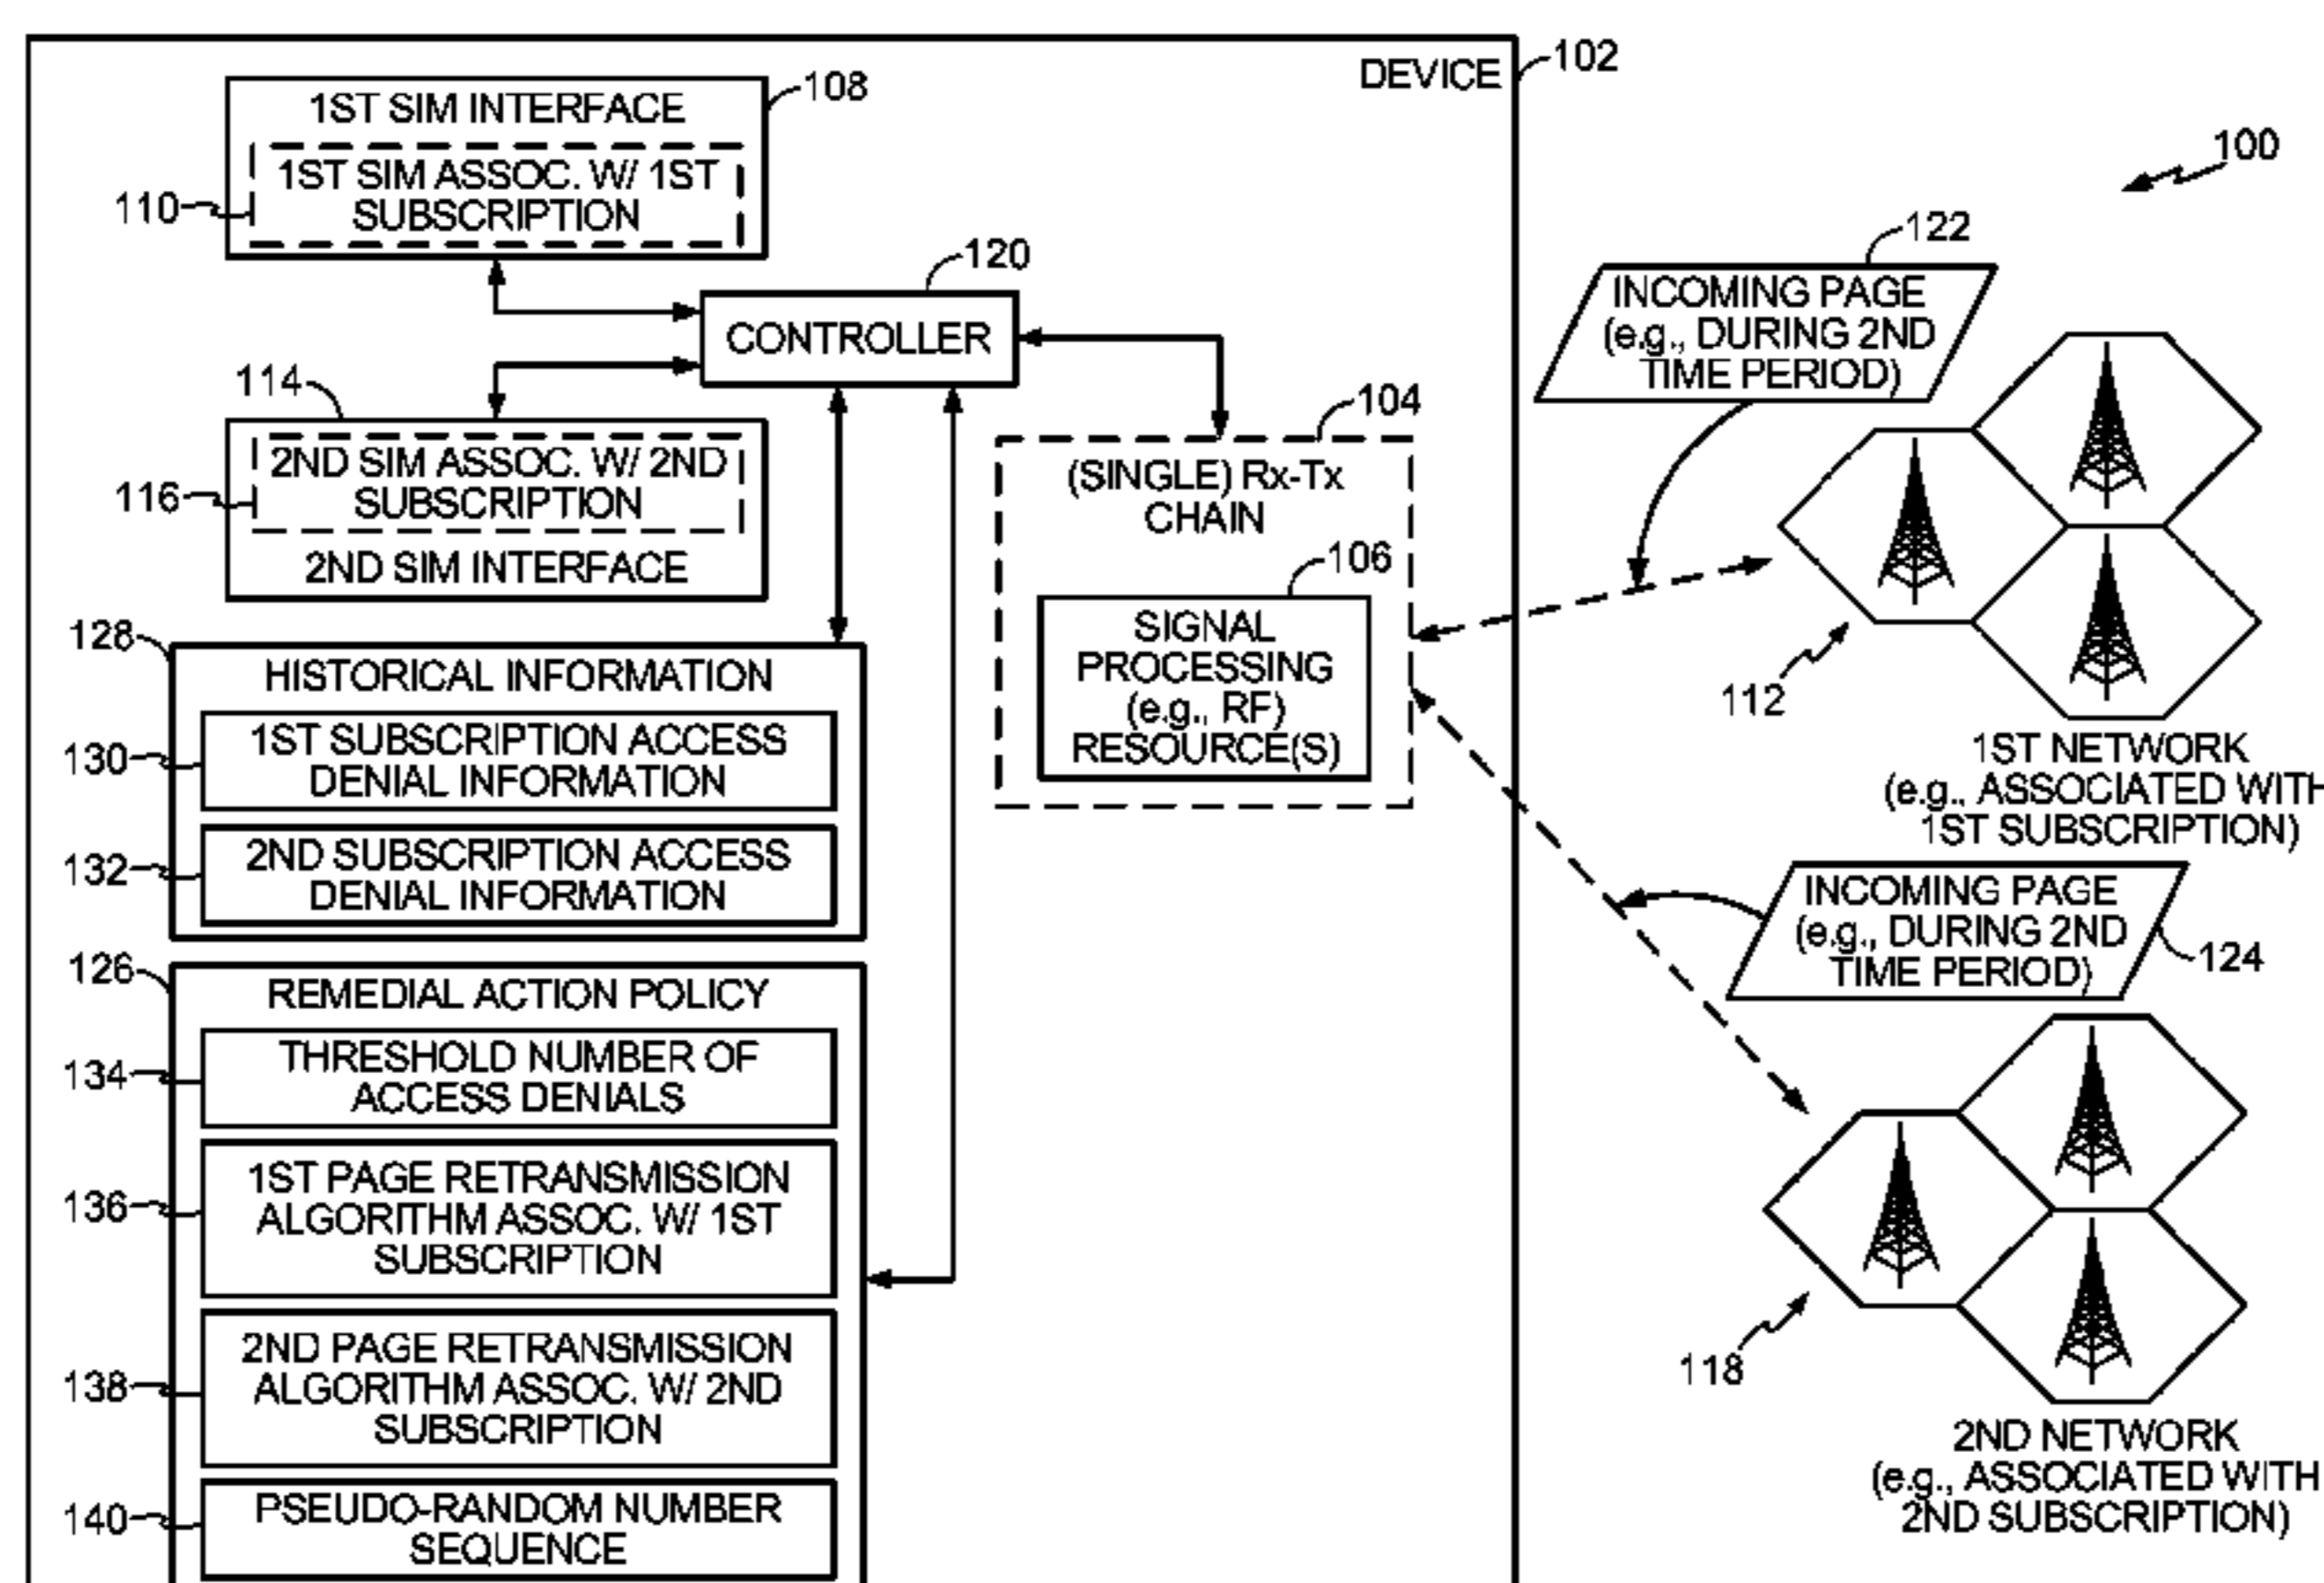 DEVICE
102
1ST SIM INTERFACE
108
1ST SIM ASSOC. W/ 1ST
SUBSCRIPTION
110
100
120
CONTROLLER
122
INCOMING PAGE
(e.g., DURING 2ND
TIME PERIOD)
114
2ND SIM ASSOC. W/ 2ND
SUBSCRIPTION
116
2ND SIM INTERFACE
104
(SINGLE) Rx-Tx
CHAIN
106
SIGNAL
PROCESSING
(e.g., RF)
RESOURCE(S)
112
1ST NETWORK
(e.g., ASSOCIATED WITH
1ST SUBSCRIPTION)
128
HISTORICAL INFORMATION
1ST SUBSCRIPTION ACCESS
DENIAL INFORMATION
130
2ND SUBSCRIPTION ACCESS
DENIAL INFORMATION
132
INCOMING PAGE
(e.g., DURING 2ND
TIME PERIOD)
124
126
REMEDIAL ACTION POLICY
THRESHOLD NUMBER OF
ACCESS DENIALS
134
1ST PAGE RETRANSMISSION
ALGORITHM ASSOC. W/ 1ST
SUBSCRIPTION
136
2ND PAGE RETRANSMISSION
ALGORITHM ASSOC. W/ 2ND
SUBSCRIPTION
138
118
2ND NETWORK
(e.g., ASSOCIATED WITH
2ND SUBSCRIPTION)
PSEUDO-RANDOM NUMBER
SEQUENCE
140